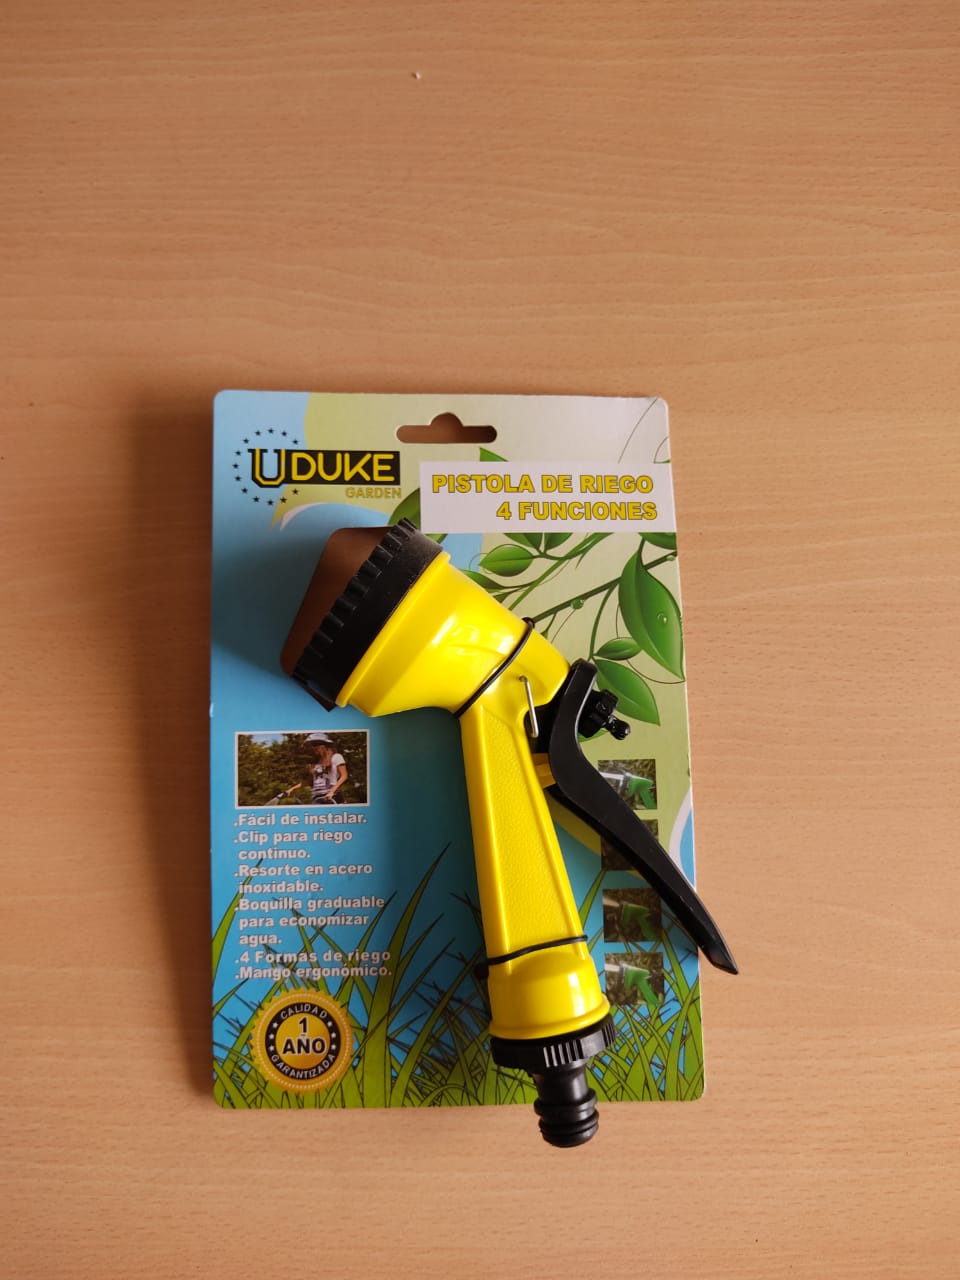 UDUKE
GARDEN
PISTOLA DE RIEGO
4 FUNCIONES
.Fácil de instalar.
.Clip para riego
continuo.
.Resorte en acero
inoxidable.
.Boquilla graduable
para economizar
agua.
.4 Formas de riego
.Mango ergonómico.
CALIDAD
1
AÑO
GARANTIZADA